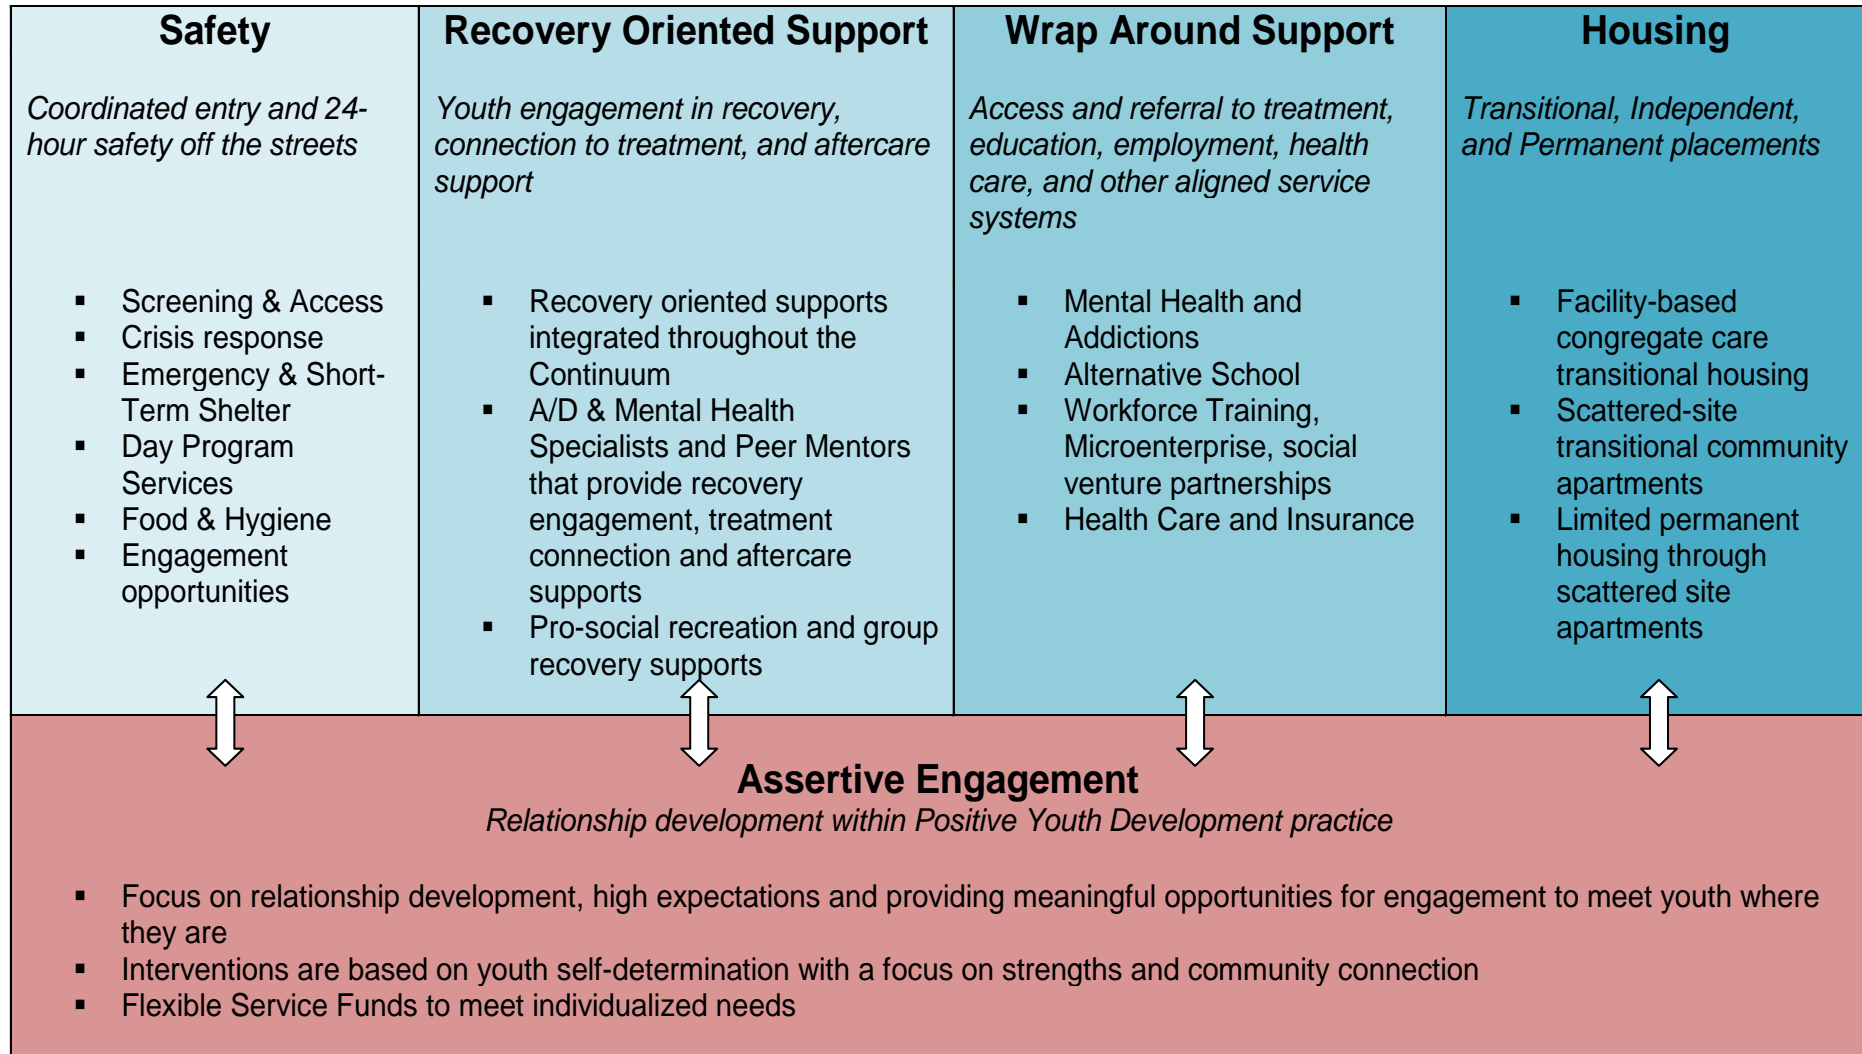 Safety
Coordinated entry and 24-
hour safety off the streets
▪ Screening & Access
▪ Crisis response
▪ Emergency & Short-
Term Shelter
▪ Day Program
Services
▪ Food & Hygiene
▪ Engagement
opportunities
Recovery Oriented Support
Youth engagement in recovery,
connection to treatment, and aftercare
support
▪ Recovery oriented supports
integrated throughout the
Continuum
▪ A/D & Mental Health
Specialists and Peer Mentors
that provide recovery
engagement, treatment
connection and aftercare
supports
▪ Pro-social recreation and group
recovery supports
Wrap Around Support
Access and referral to treatment,
education, employment, health
care, and other aligned service
systems
▪ Mental Health and
Addictions
▪ Alternative School
▪ Workforce Training,
Microenterprise, social
venture partnerships
▪ Health Care and Insurance
Housing
Transitional, Independent,
and Permanent placements
▪ Facility-based
congregate care
transitional housing
▪ Scattered-site
transitional community
apartments
▪ Limited permanent
housing through
scattered site
apartments
Assertive Engagement
Relationship development within Positive Youth Development practice
▪ Focus on relationship development, high expectations and providing meaningful opportunities for engagement to meet youth where
they are
▪ Interventions are based on youth self-determination with a focus on strengths and community connection
▪ Flexible Service Funds to meet individualized needs